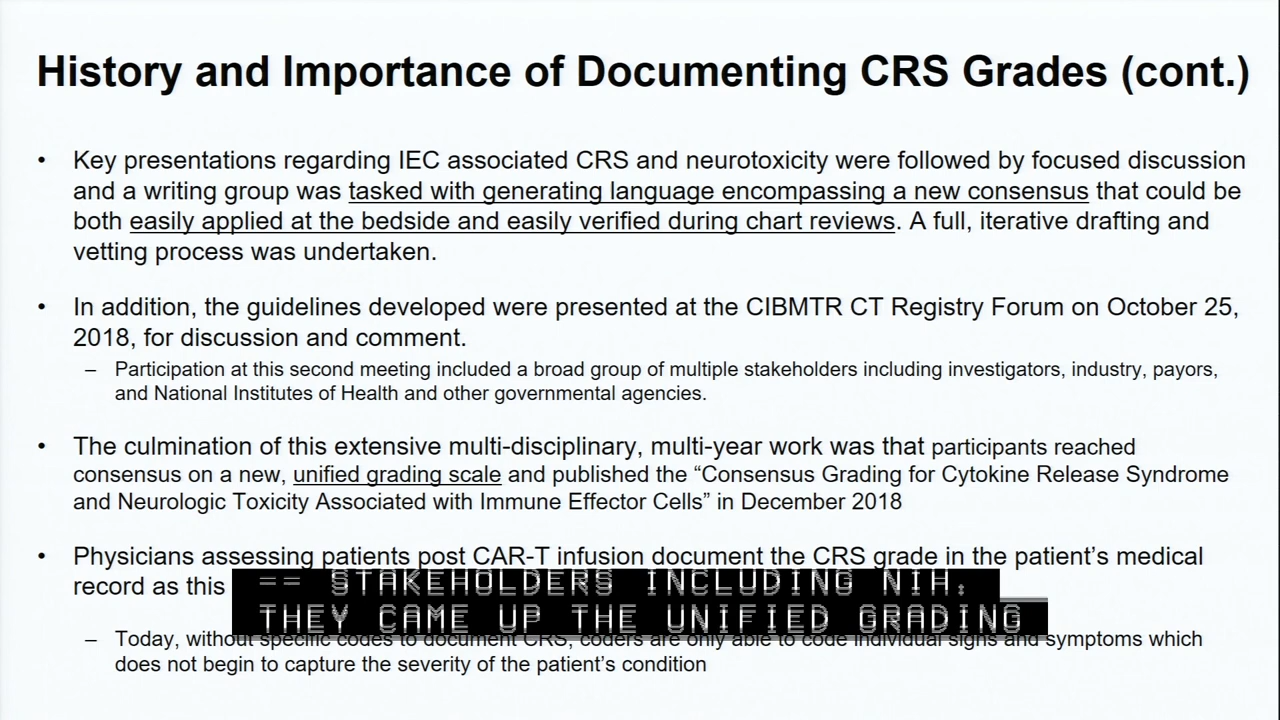 History and Importance of Documenting CRS Grades (cont.)
• Key presentations regarding IEC associated CRS and neurotoxicity were followed by focused discussion
and a writing group was tasked with generating language encompassing a new consensus that could be
both easily applied at the bedside and easily verified during chart reviews. A full, iterative drafting and
vetting process was undertaken.
• In addition, the guidelines developed were presented at the CIBMTR CT Registry Forum on October 25,
2018, for discussion and comment.
– Participation at this second meeting included a broad group of multiple stakeholders including investigators, industry, payors,
and National Institutes of Health and other governmental agencies.
• The culmination of this extensive multi-disciplinary, multi-year work was that participants reached
consensus on a new, unified grading scale and published the “Consensus Grading for Cytokine Release Syndrome
and Neurologic Toxicity Associated with Immune Effector Cells” in December 2018
• Physicians assessing patients post CAR-T infusion document the CRS grade in the patient’s medical
record as this
== STAKEHOLDERS INCLUDING NIH.
THEY CAME UP THE UNIFIED GRADING
– Today, without specific codes to document CRS, coders are only able to code individual signs and symptoms which
does not begin to capture the severity of the patient’s condition